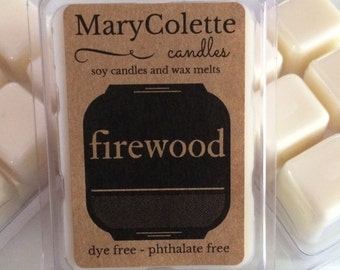 MaryColette
candles
soy candles and wax melts
firewood
dye free - phthalate free